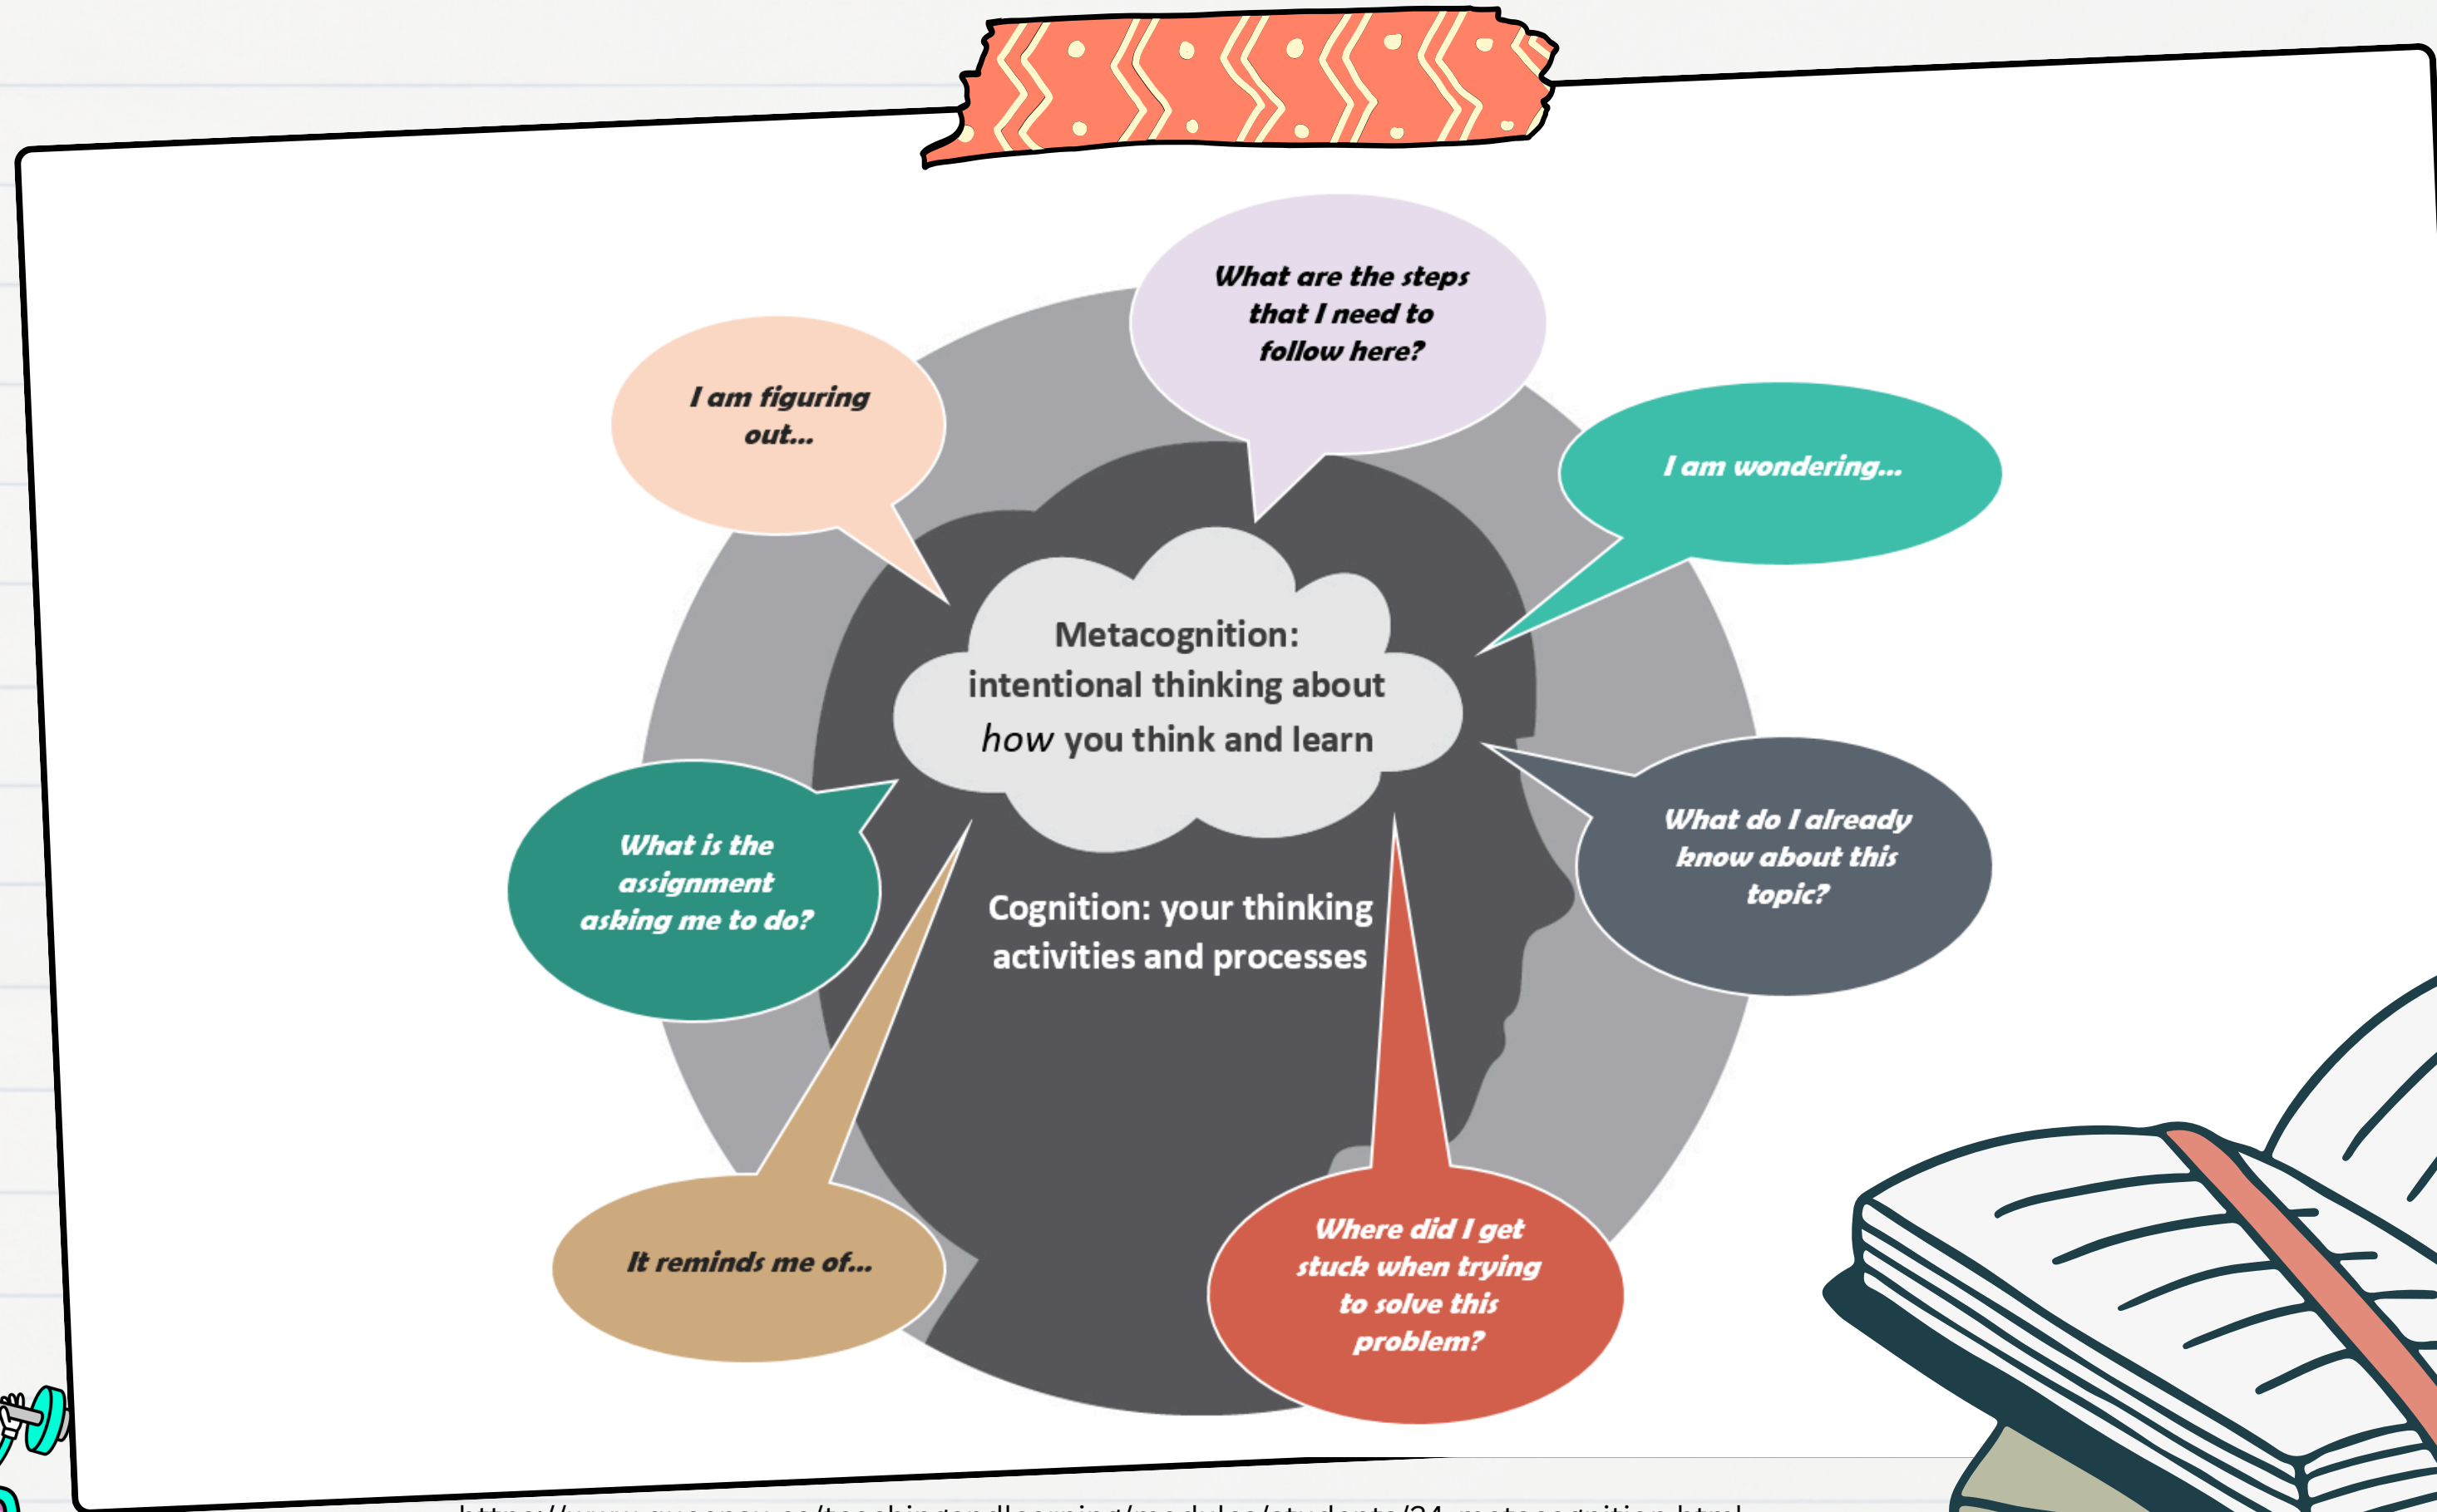 What are the steps
that I need to
follow here?
I am figuring
out...
I am wondering...
Metacognition:
intentional thinking about
how you think and learn
What is the
assignment
asking me to do?
What do I already
know about this
topic?
Cognition: your thinking
activities and processes
It reminds me of...
Where did I get
stuck when trying
to solve this
problem?